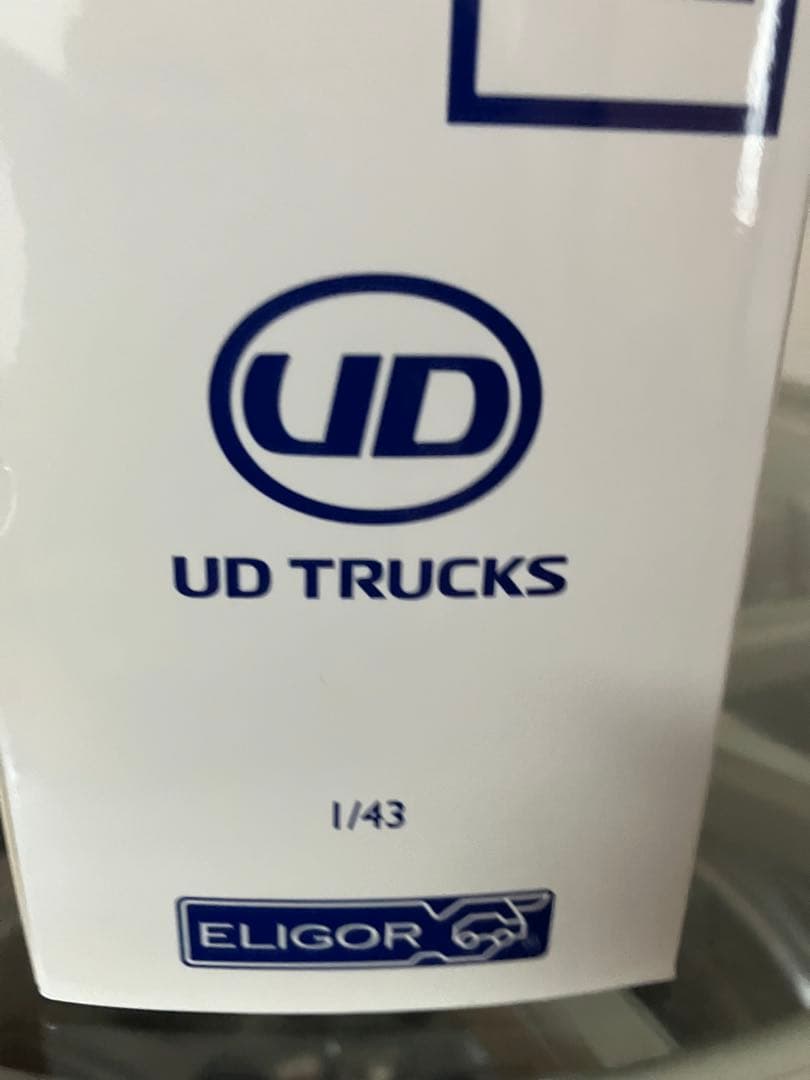 UD
UD TRUCKS
1/43
ELIGOR